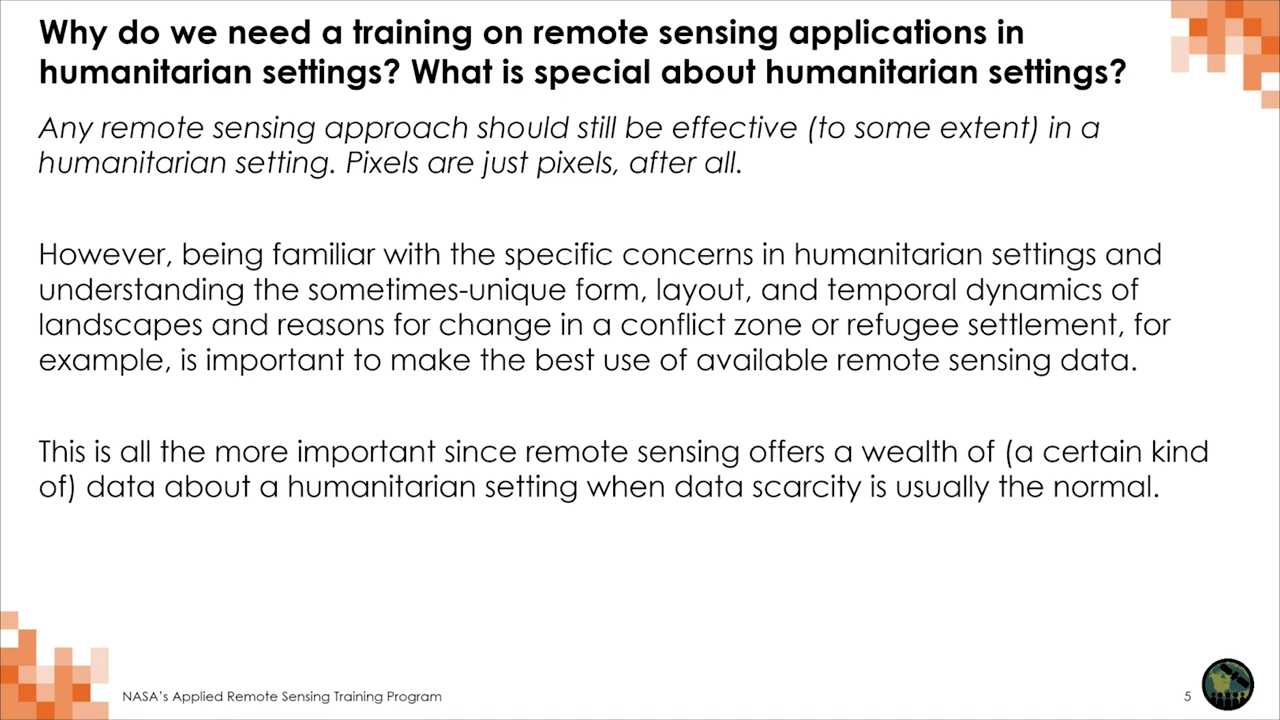 Why do we need a training on remote sensing applications in
humanitarian settings? What is special about humanitarian settings?
Any remote sensing approach should still be effective (to some extent) in a
humanitarian setting. Pixels are just pixels, after all.
However, being familiar with the specific concerns in humanitarian settings and
understanding the sometimes-unique form, layout, and temporal dynamics of
landscapes and reasons for change in a conflict zone or refugee settlement, for
example, is important to make the best use of available remote sensing data.
This is all the more important since remote sensing offers a wealth of (a certain kind
of) data about a humanitarian setting when data scarcity is usually the normal.
NASA's Applied Remote Sensing Training Program
5